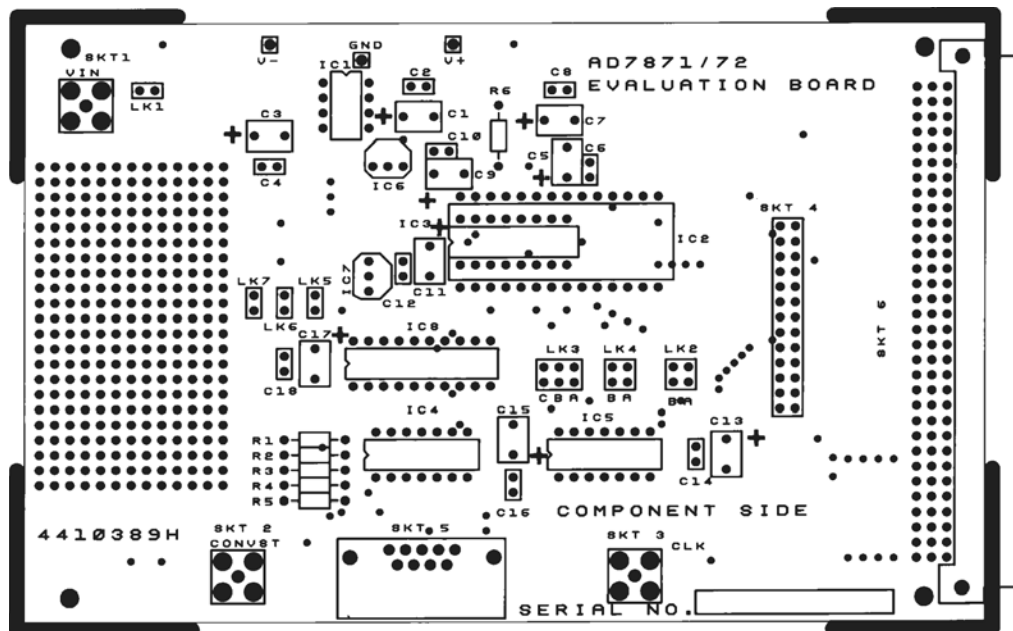 SKT1
VIN
LK1
V-
GND
IC1
V+
C2
C1
C3
C4
C10
IC6
C9
R6
C8
C7
C5
C6
AD7871/72
EVALUATION BOARD
IC3
IC2
SKT 4
IC7
C12
C11
LK7
LK5
LK6
C17
IC8
C18
LK3
CBA
LK4
BA
LK2
BA
SKT 6
IC4
C15
IC5
C13
R1
R2
R3
R4
R5
C16
C14
COMPONENT SIDE
4410389H
SKT 2
CONVST
SKT 5
SKT 3
CLK
SERIAL NO.